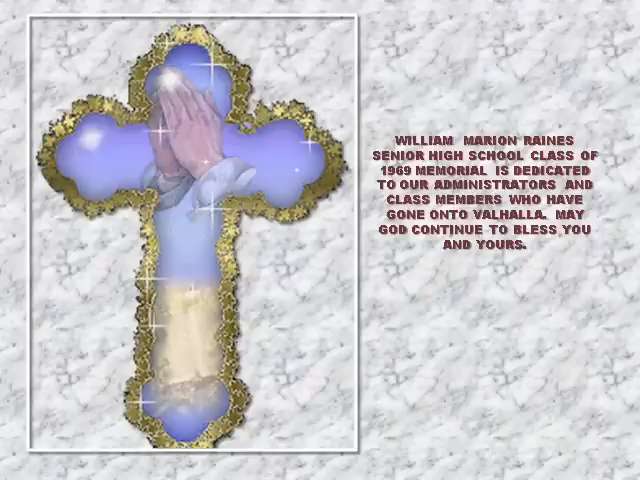 WILLIAM MARION RAINES
SENIOR HIGH SCHOOL CLASS OF
1969 MEMORIAL IS DEDICATED
TO OUR ADMINISTRATORS AND
CLASS MEMBERS WHO HAVE
GONE ONTO VALHALLA. MAY
GOD CONTINUE TO BLESS YOU
AND YOURS.